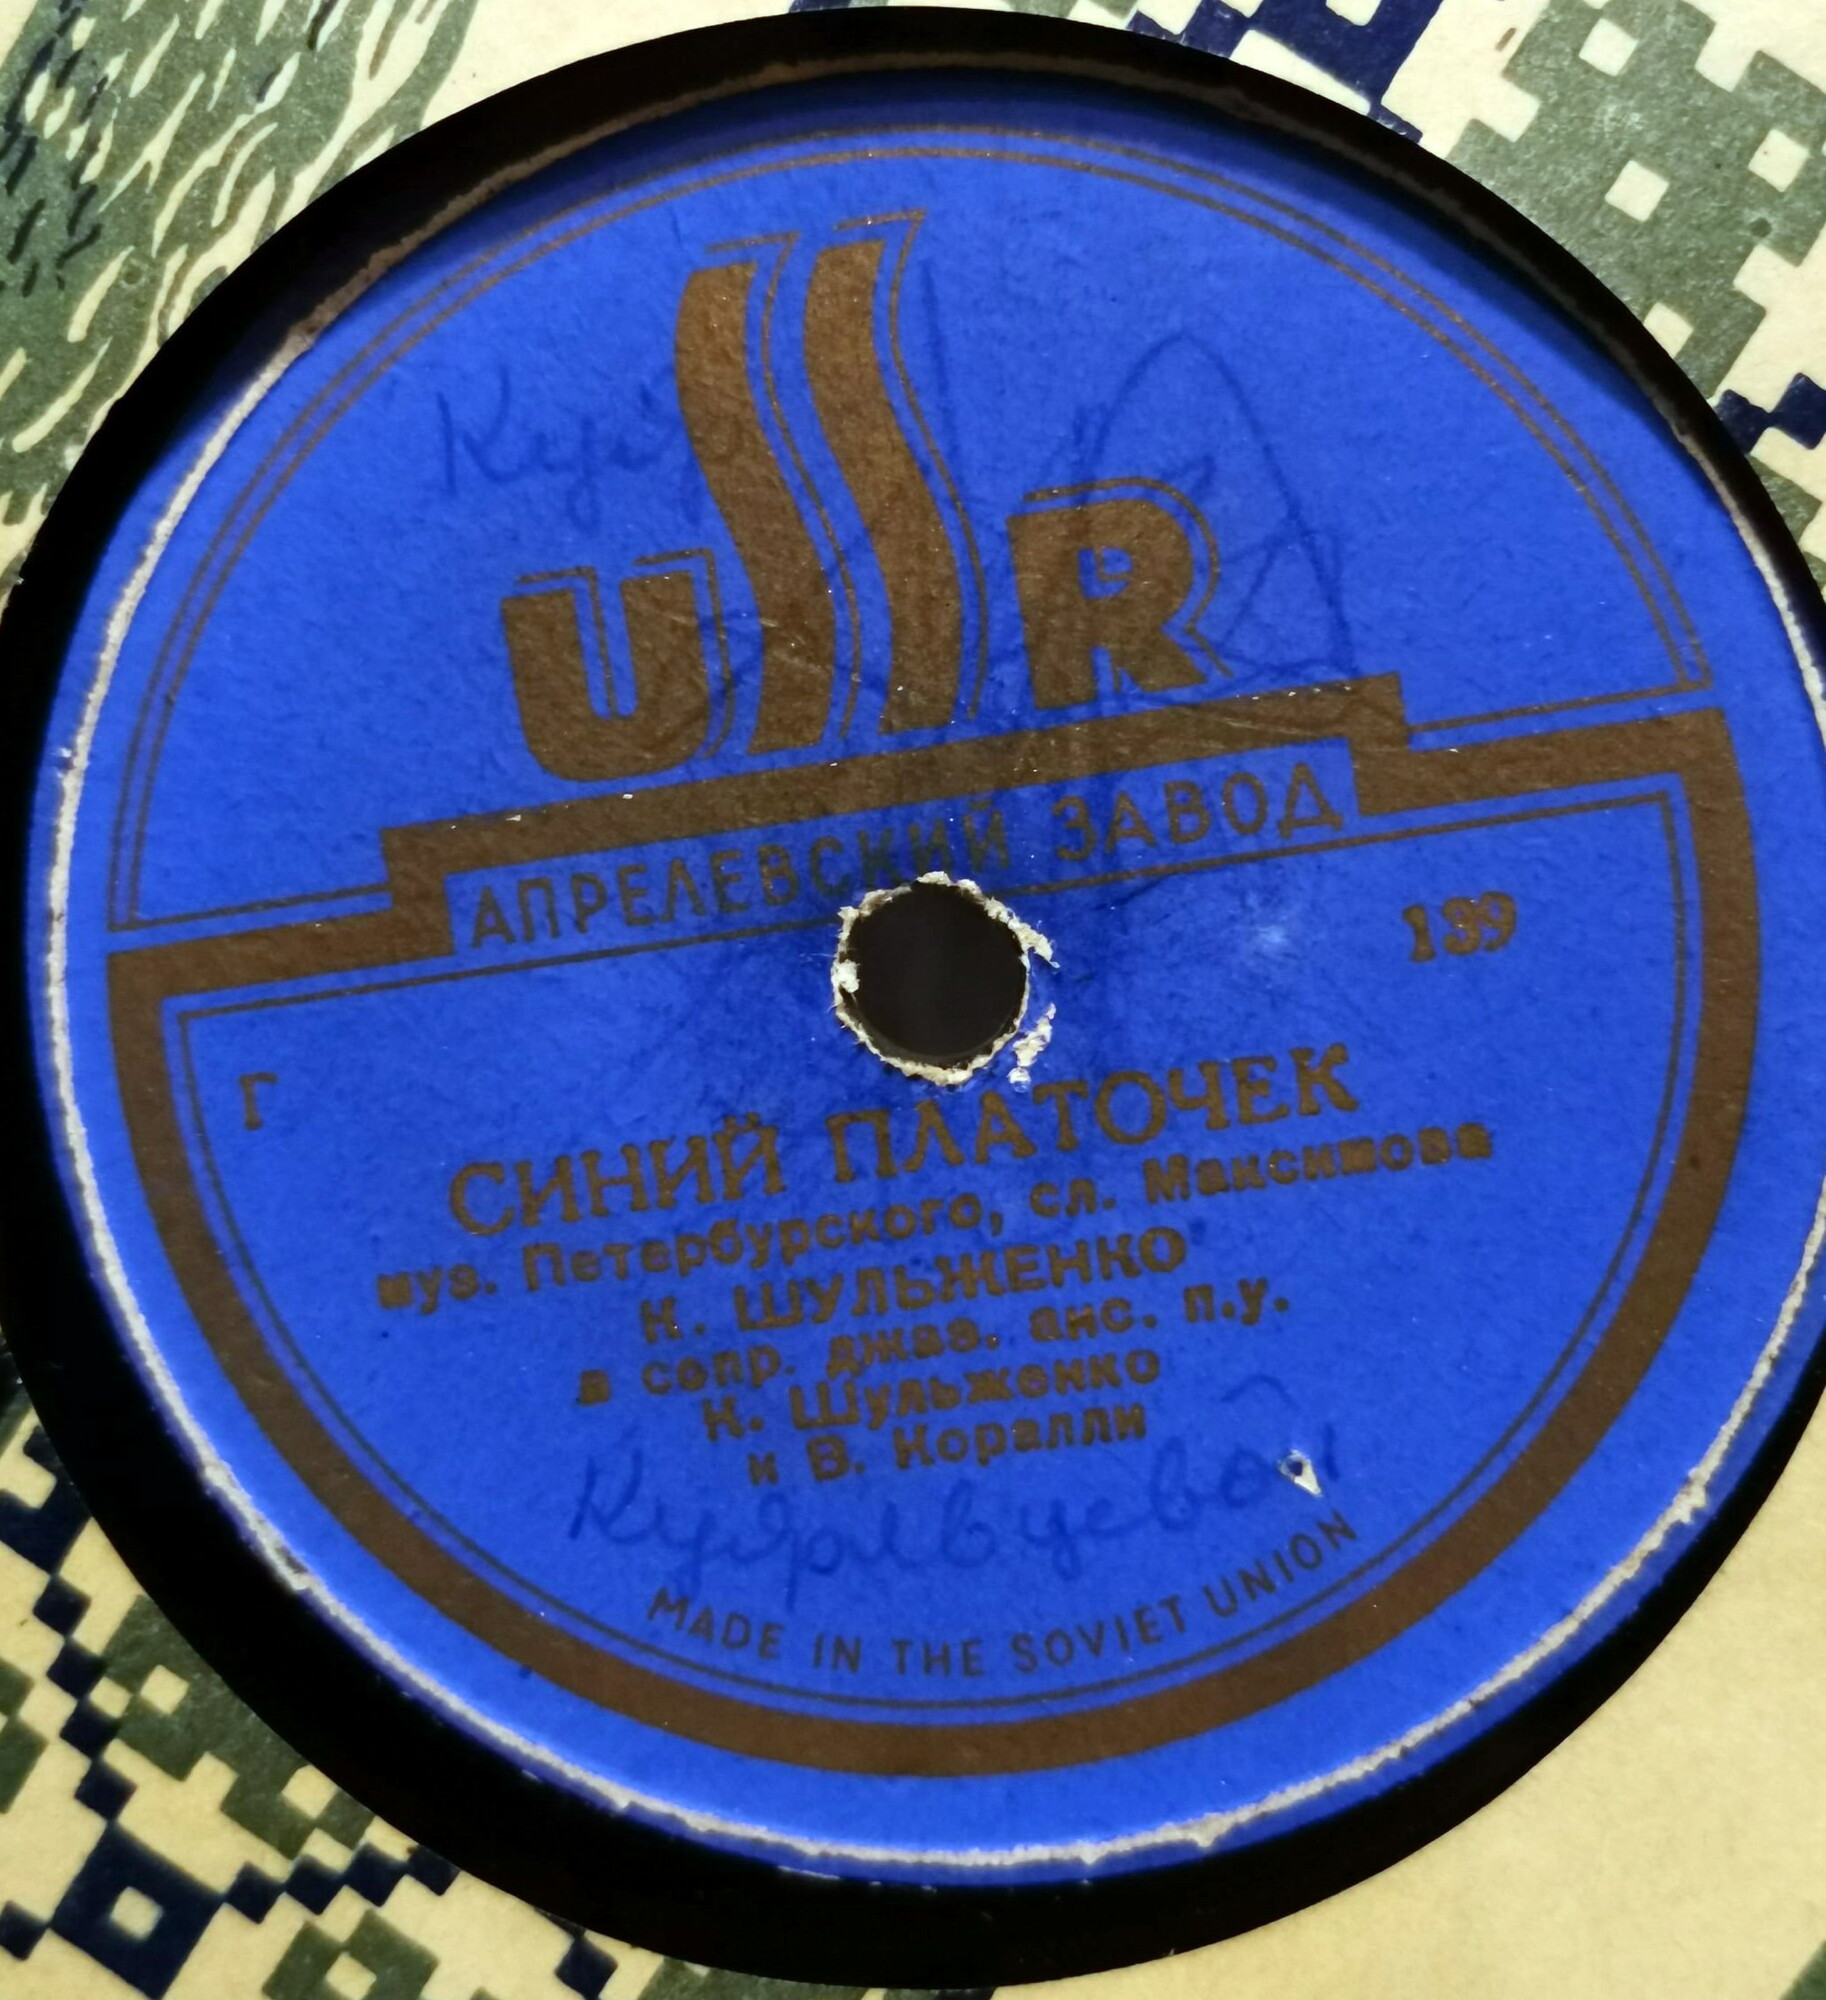 USSR
АПРЕЛЕВСКИЙ ЗАВОД
139
Г
СИНИЙ ПЛАТОЧЕК
муз. Петербурского, сл. Максимова
К. ШУЛЬЖЕНКО
в сопр. джаз. анс. п.у.
К. Шульженко
и В. Коралли
Кудрявцевой
MADE IN THE SOVIET UNION